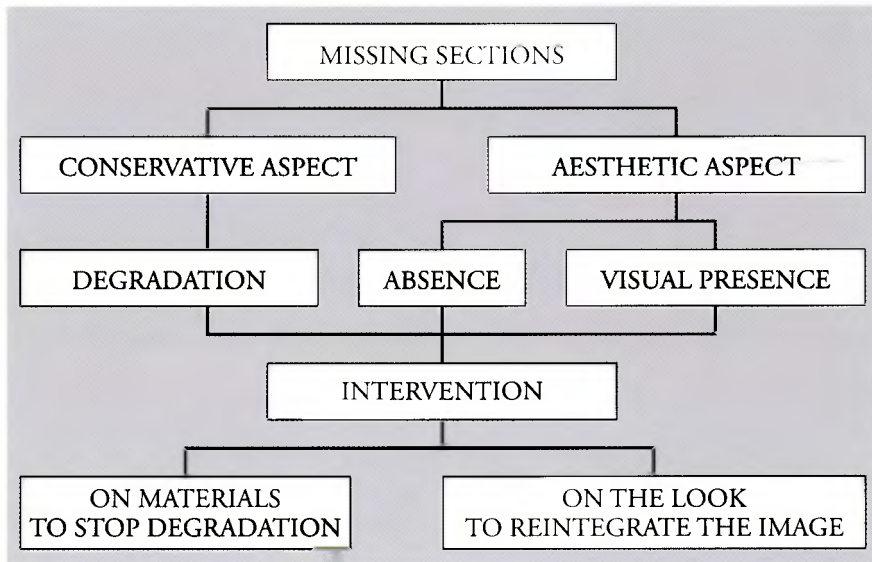 MISSING SECTIONS
CONSERVATIVE ASPECT
AESTHETIC ASPECT
DEGRADATION
ABSENCE
VISUAL PRESENCE
INTERVENTION
ON MATERIALS
TO STOP DEGRADATION
ON THE LOOK
TO REINTEGRATE THE IMAGE